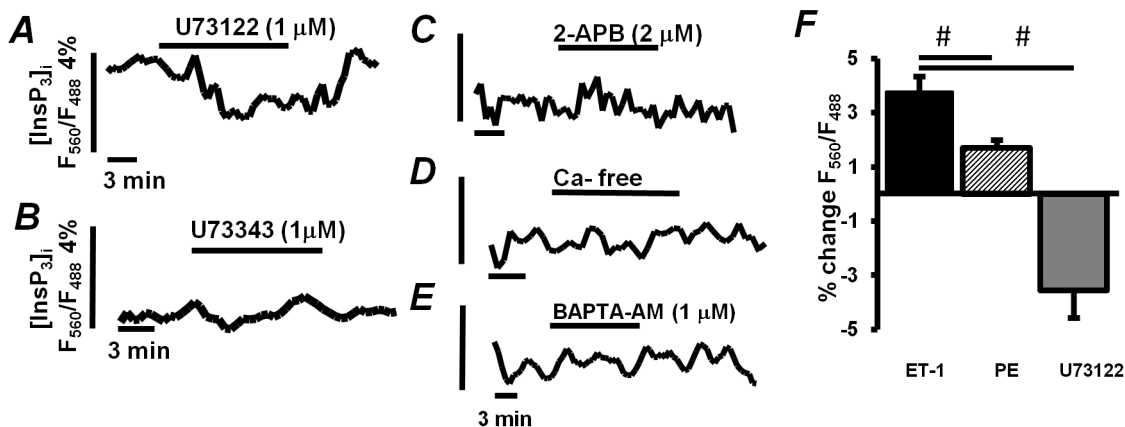 A
U73122 (1 µM)
[InsP3]i
F560/F488 4%
3 min
B
U73343 (1µM)
[InsP3]i
F560/F488 4%
3 min
C
2-APB (2 µM)
D
Ca- free
E
BAPTA-AM (1 µM)
3 min
F
# #
% change F560/F488
5
3
1
-1
-3
-5
ET-1 PE U73122